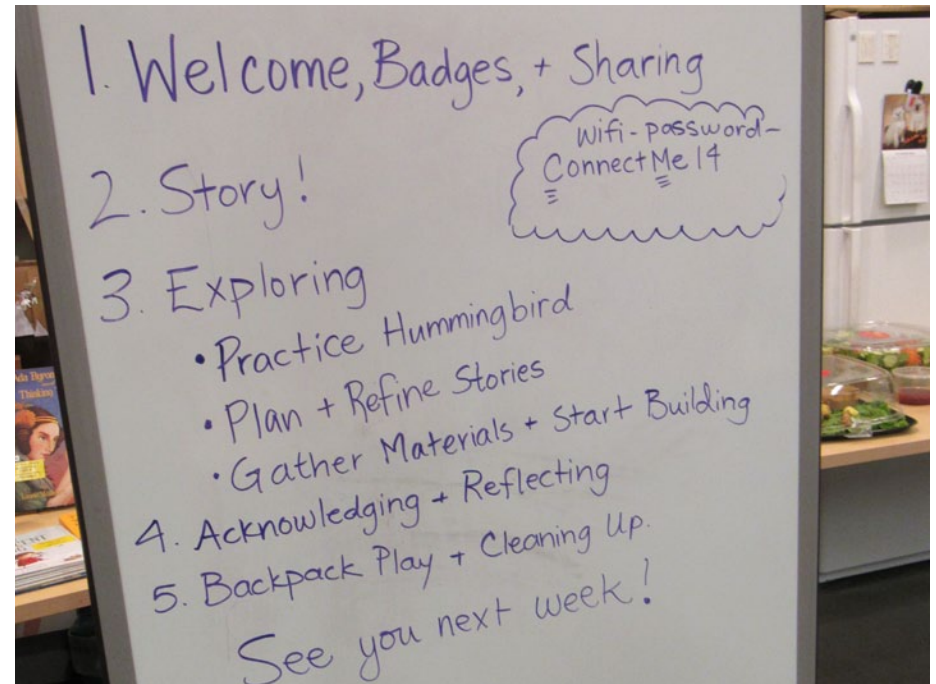 1. Welcome, Badges, + Sharing
Wifi-password-
ConnectMe14
2. Story!
3. Exploring
• Practice Hummingbird
• Plan + Refine Stories
• Gather Materials + Start Building
4. Acknowledging + Reflecting
5. Backpack Play + Cleaning Up.
See you next week!
Thinking